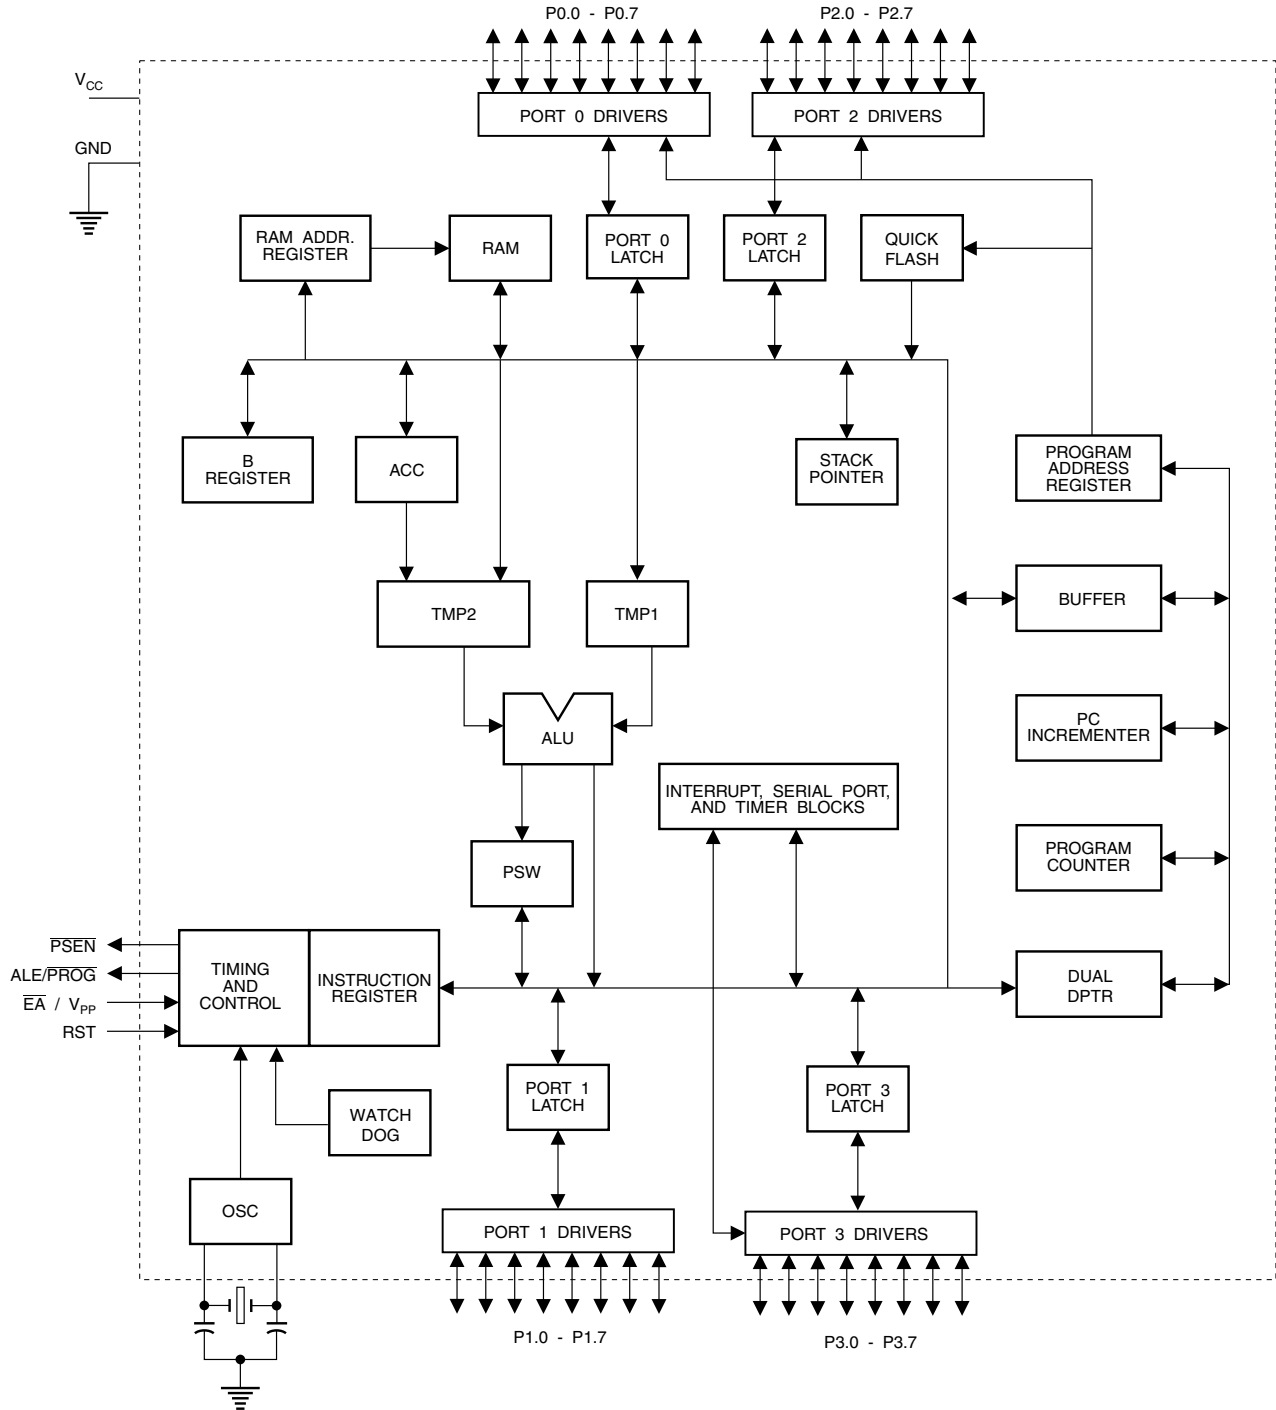 P0.0 - P0.7
P2.0 - P2.7
VCC
GND
PORT 0 DRIVERS
PORT 2 DRIVERS
RAM ADDR.
REGISTER
RAM
PORT 0
LATCH
PORT 2
LATCH
QUICK
FLASH
B
REGISTER
ACC
STACK
POINTER
PROGRAM
ADDRESS
REGISTER
BUFFER
TMP2
TMP1
ALU
PC
INCREMENTER
INTERRUPT, SERIAL PORT,
AND TIMER BLOCKS
PROGRAM
COUNTER
PSW
PSEN
ALE/PROG
EA / VPP
RST
TIMING
AND
CONTROL
INSTRUCTION
REGISTER
DUAL
DPTR
PORT 1
LATCH
PORT 3
LATCH
WATCH
DOG
OSC
PORT 1 DRIVERS
PORT 3 DRIVERS
P1.0 - P1.7
P3.0 - P3.7